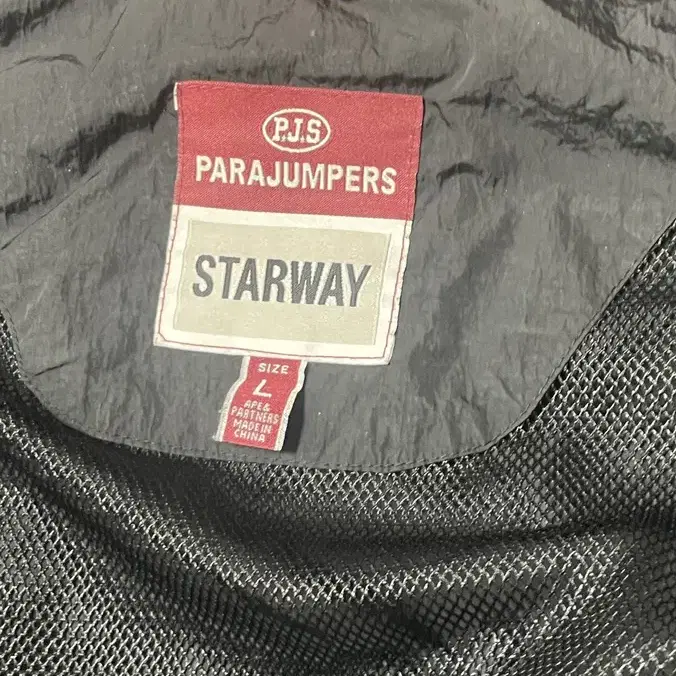 P.J.S
PARAJUMPERS
STARWAY
SIZE
L
APE &
PARTNERS
MADE IN
CHINA